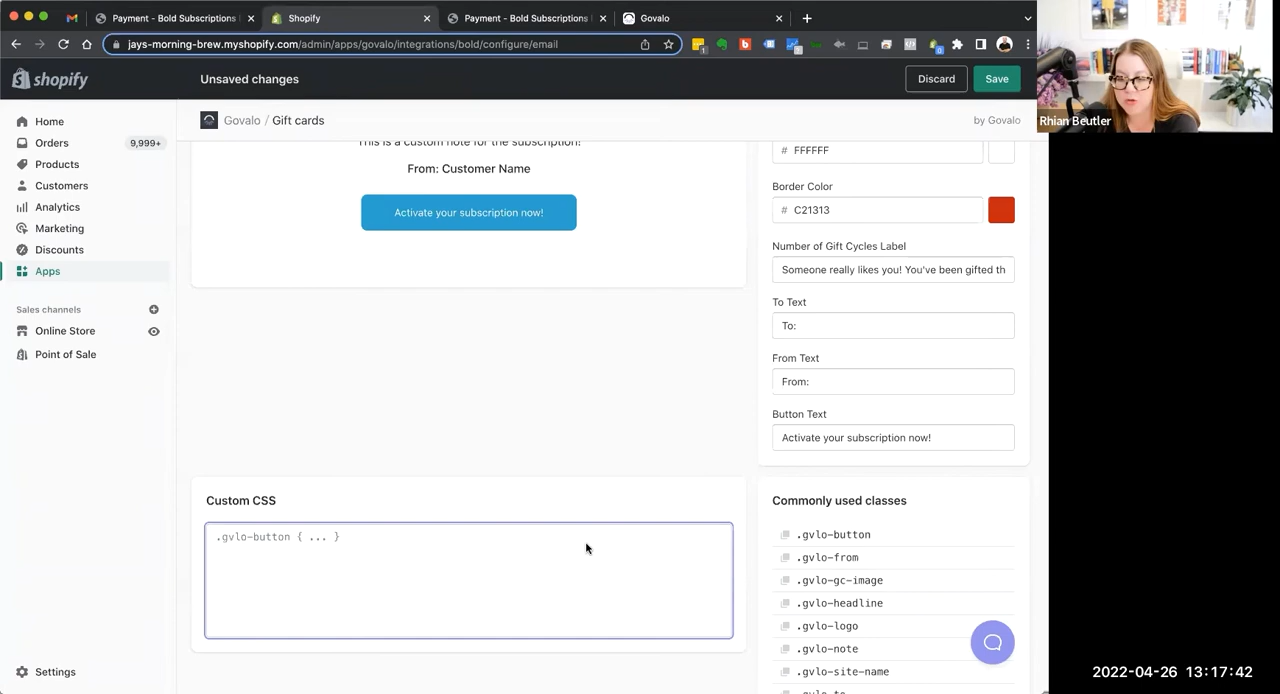 Payment - Bold Subscriptions
Shopify
Payment - Bold Subscriptions
Govalo
jays-morning-brew.myshopify.com/admin/apps/govalo/integrations/bold/configure/email
shopify
Unsaved changes
Discard
Save
Rhian Beutler
Govalo / Gift cards
by Govalo
Home
Orders
9,999+
Products
Customers
Analytics
Marketing
Discounts
Apps
Sales channels
Online Store
Point of Sale
Settings
This is a custom note for the subscription!
From: Customer Name
Activate your subscription now!
# FFFFFF
Border Color
# C21313
Number of Gift Cycles Label
Someone really likes you! You've been gifted th
To Text
To:
From Text
From:
Button Text
Activate your subscription now!
Custom CSS
.gvlo-button { ... }
Commonly used classes
.gvlo-button
.gvlo-from
.gvlo-gc-image
.gvlo-headline
.gvlo-logo
.gvlo-note
.gvlo-site-name
2022-04-26 13:17:42